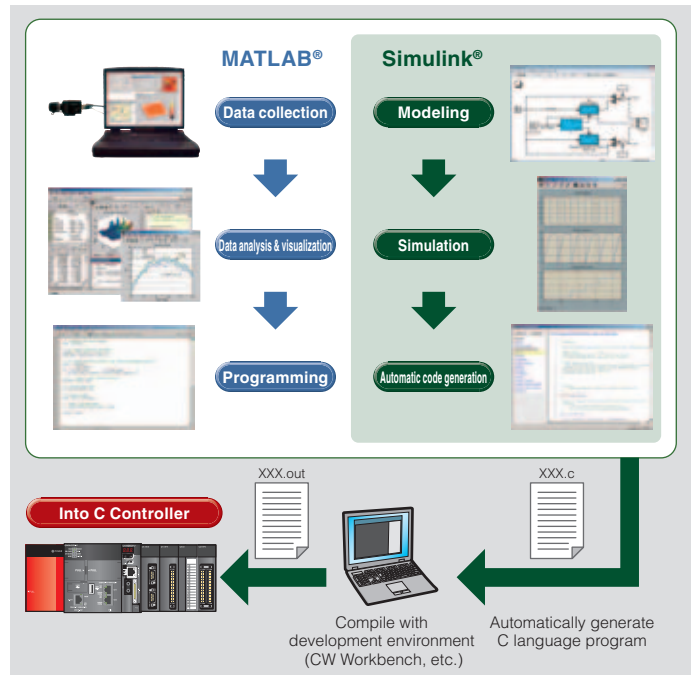 MATLAB®
Simulink®
Data collection
Modeling
Data analysis & visualization
Simulation
Programming
Automatic code generation
XXX.out
XXX.c
Into C Controller
Compile with
development environment
(CW Workbench, etc.)
Automatically generate
C language program